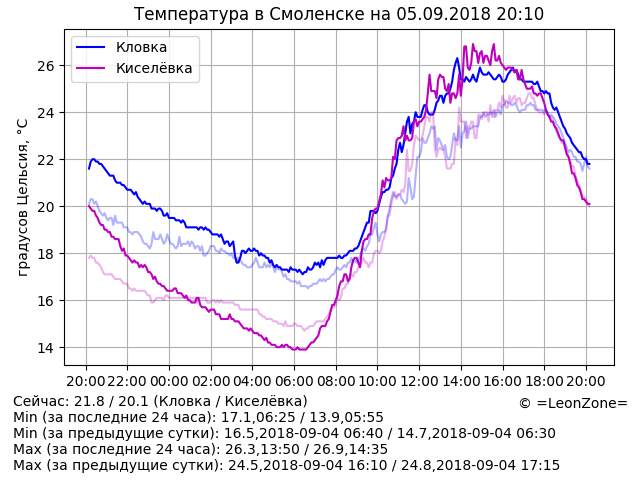 Температура в Смоленске на 05.09.2018 20:10
Кловка
Киселёвка
градусов Цельсия, °C
26
24
22
20
18
16
14
20:00 22:00 00:00 02:00 04:00 06:00 08:00 10:00 12:00 14:00 16:00 18:00 20:00
Сейчас: 21.8 / 20.1 (Кловка / Киселёвка)
© =LeonZone=
Min (за последние 24 часа): 17.1,06:25 / 13.9,05:55
Min (за предыдущие сутки): 16.5,2018-09-04 06:40 / 14.7,2018-09-04 06:30
Max (за последние 24 часа): 26.3,13:50 / 26.9,14:35
Max (за предыдущие сутки): 24.5,2018-09-04 16:10 / 24.8,2018-09-04 17:15